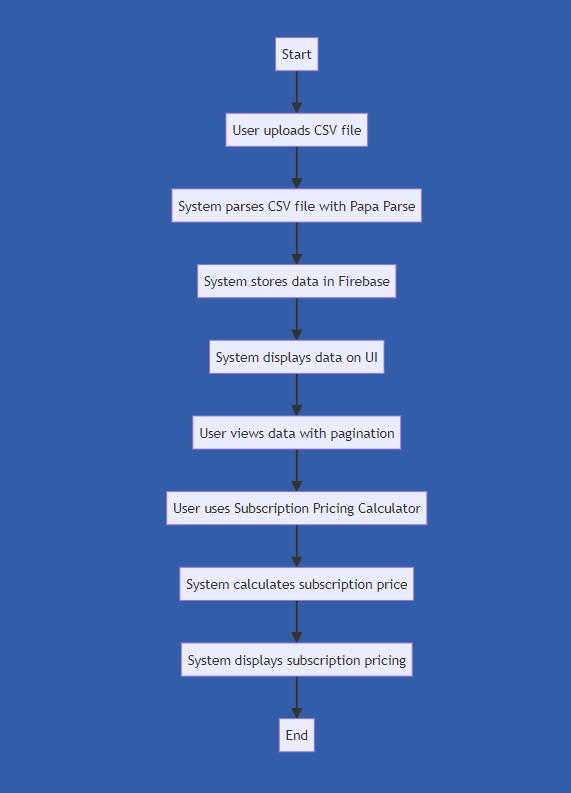 Start
User uploads CSV file
System parses CSV file with Papa Parse
System stores data in Firebase
System displays data on UI
User views data with pagination
User uses Subscription Pricing Calculator
System calculates subscription price
System displays subscription pricing
End